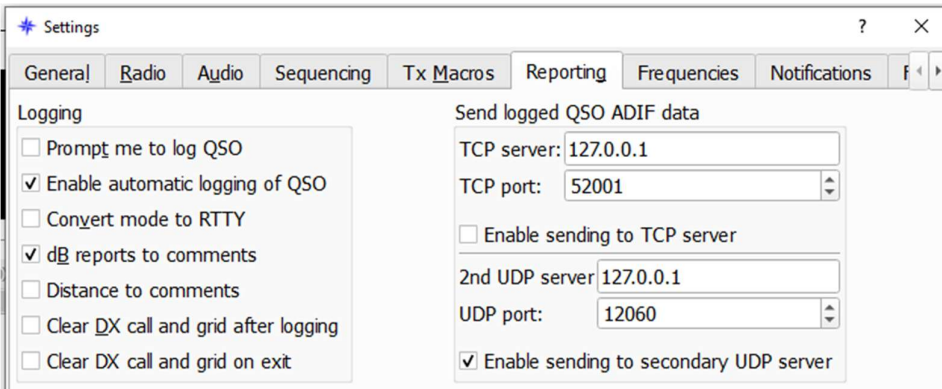 Settings ?
General Radio Audio Sequencing Tx Macros Reporting Frequencies Notifications
Logging
Prompt me to log QSO
Enable automatic logging of QSO
Convert mode to RTTY
dB reports to comments
Distance to comments
Clear DX call and grid after logging
Clear DX call and grid on exit
Send logged QSO ADIF data
TCP server: 127.0.0.1
TCP port: 52001
Enable sending to TCP server
2nd UDP server 127.0.0.1
UDP port: 12060
Enable sending to secondary UDP server